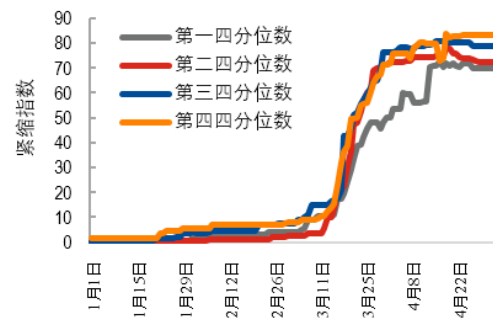 90
80
70
60
50
40
30
20
10
0
紧缩指数
第一四分位数
第二四分位数
第三四分位数
第四四分位数
1月1日
1月15日
1月29日
2月12日
2月26日
3月11日
3月25日
4月8日
4月22日